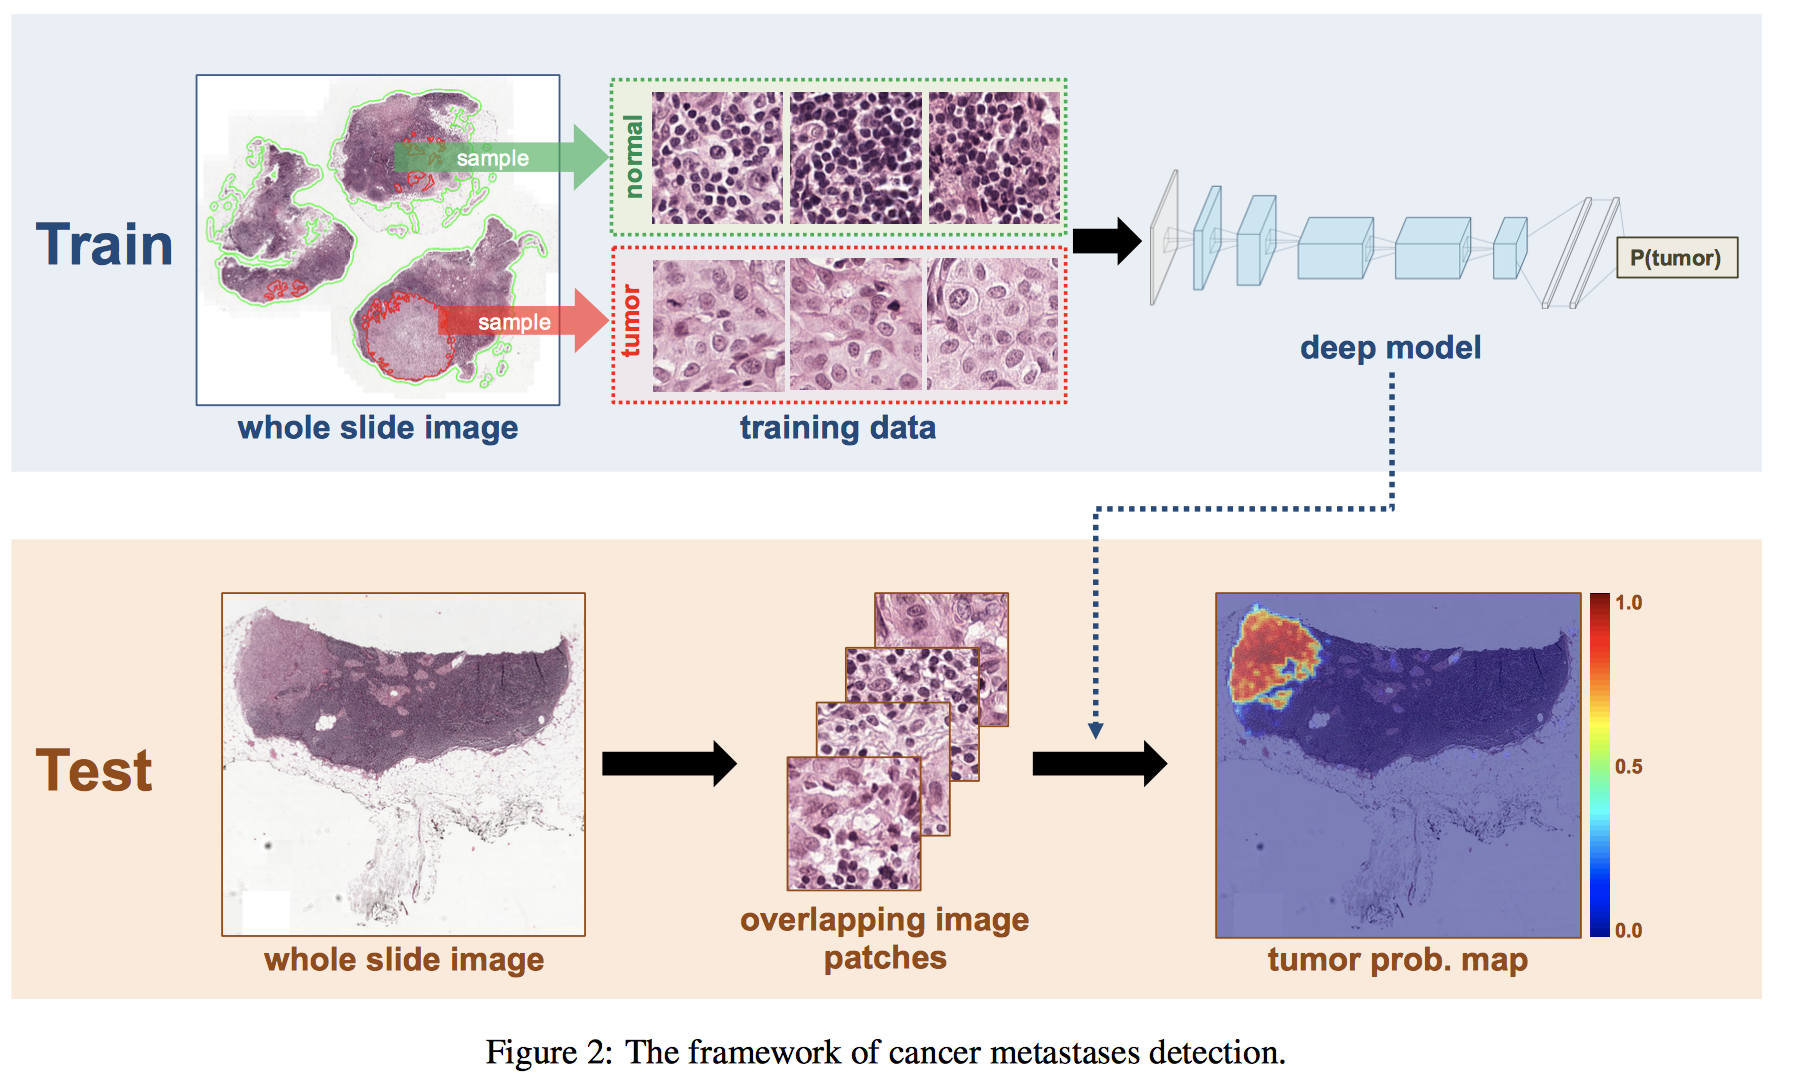 Train
sample
sample
whole slide image
normal
tumor
training data
deep model
P(tumor)
Test
whole slide image
overlapping image
patches
tumor prob. map
1.0
0.5
0.0
Figure 2: The framework of cancer metastases detection.